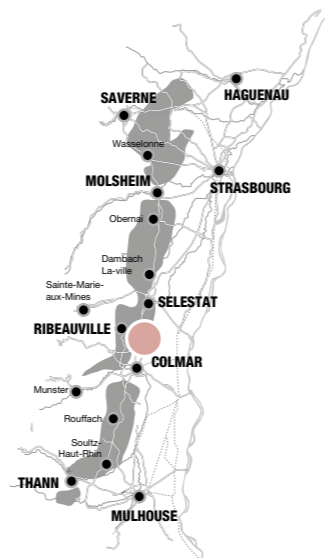 HAGUENAU
SAVERNE
Wasselonne
STRASBOURG
MOLSHEIM
Obernai
Dambach
La-ville
Sainte-Marie-
aux-Mines
SELESTAT
RIBEAUVILLE
COLMAR
Munster
Rouffach
Soultz-
Haut-Rhin
THANN
MULHOUSE